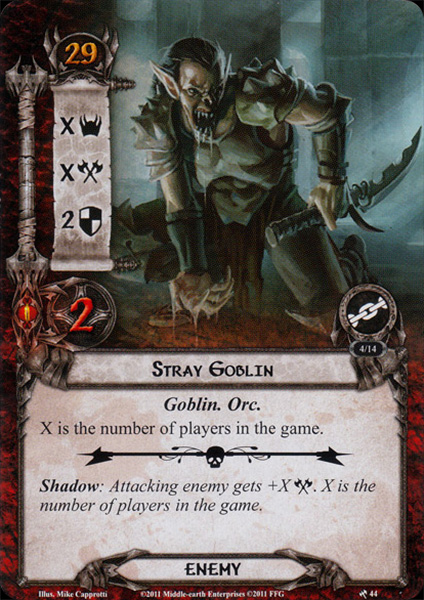 29
X
X
2
2
4/14
STRAY GOBLIN
Goblin. Orc.
X is the number of players in the game.
Shadow: Attacking enemy gets +X. X is the
number of players in the game.
ENEMY
Illus. Mike Capprotti
©2011 Middle-earth Enterprises ©2011 FFG
44